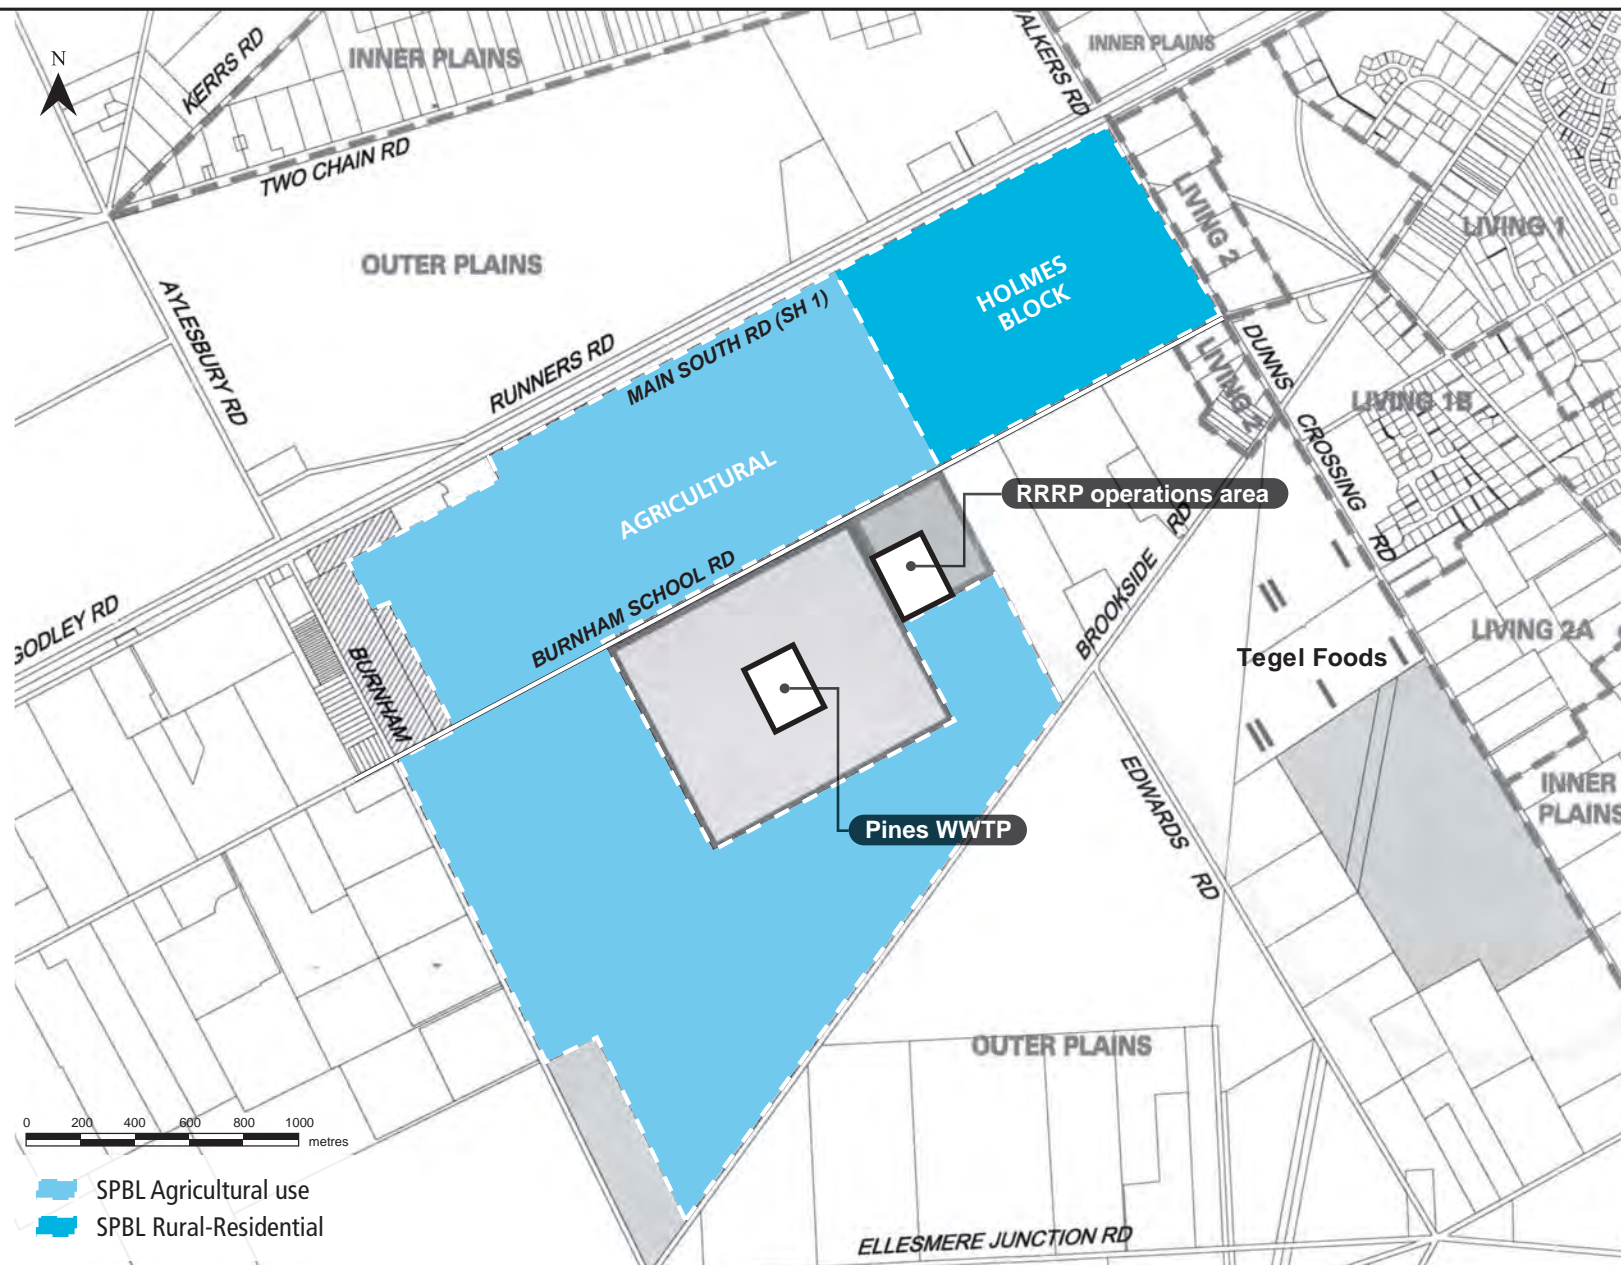 N
KERRS RD
INNER PLAINS
WALKERS RD
INNER PLAINS
TWO CHAIN RD
LIVING 2
LIVING 1
OUTER PLAINS
HOLMES
BLOCK
AYLESBURY RD
RUNNERS RD
MAIN SOUTH RD (SH 1)
DUNNS
CROSSING
RD
LIVING 2
LIVING 1B
AGRICULTURAL
RRRP operations area
BURNHAM SCHOOL RD
BROOKSIDE
RD
GODLEY RD
BURNHAM
LIVING 2A
Tegel Foods
Pines WWTP
EDWARDS
RD
INNER
PLAINS
OUTER PLAINS
0 200 400 600 800 1000
metres
SPBL Agricultural use
SPBL Rural-Residential
ELLESMERE JUNCTION RD